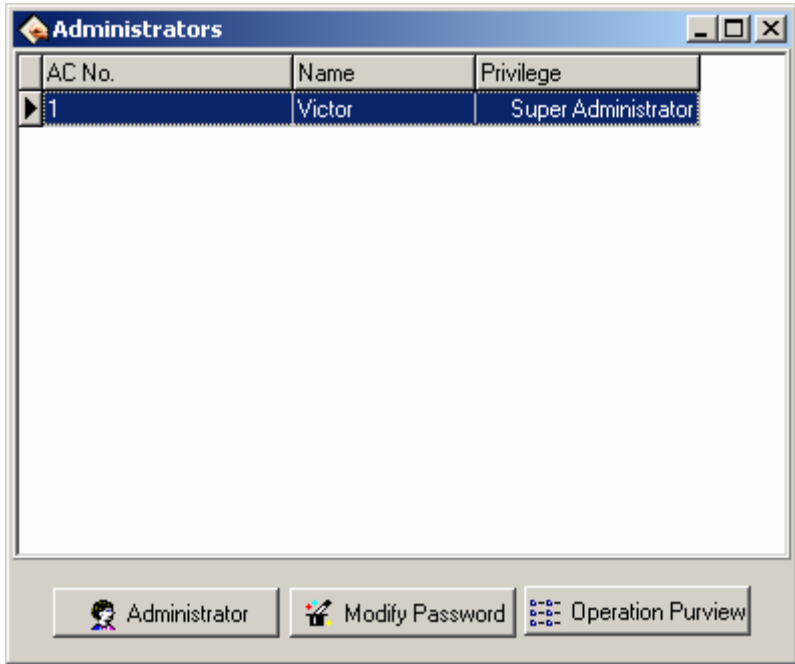 Administrators
AC No. Name Privilege
1 Victor Super Administrator
Administrator Modify Password Operation Purview